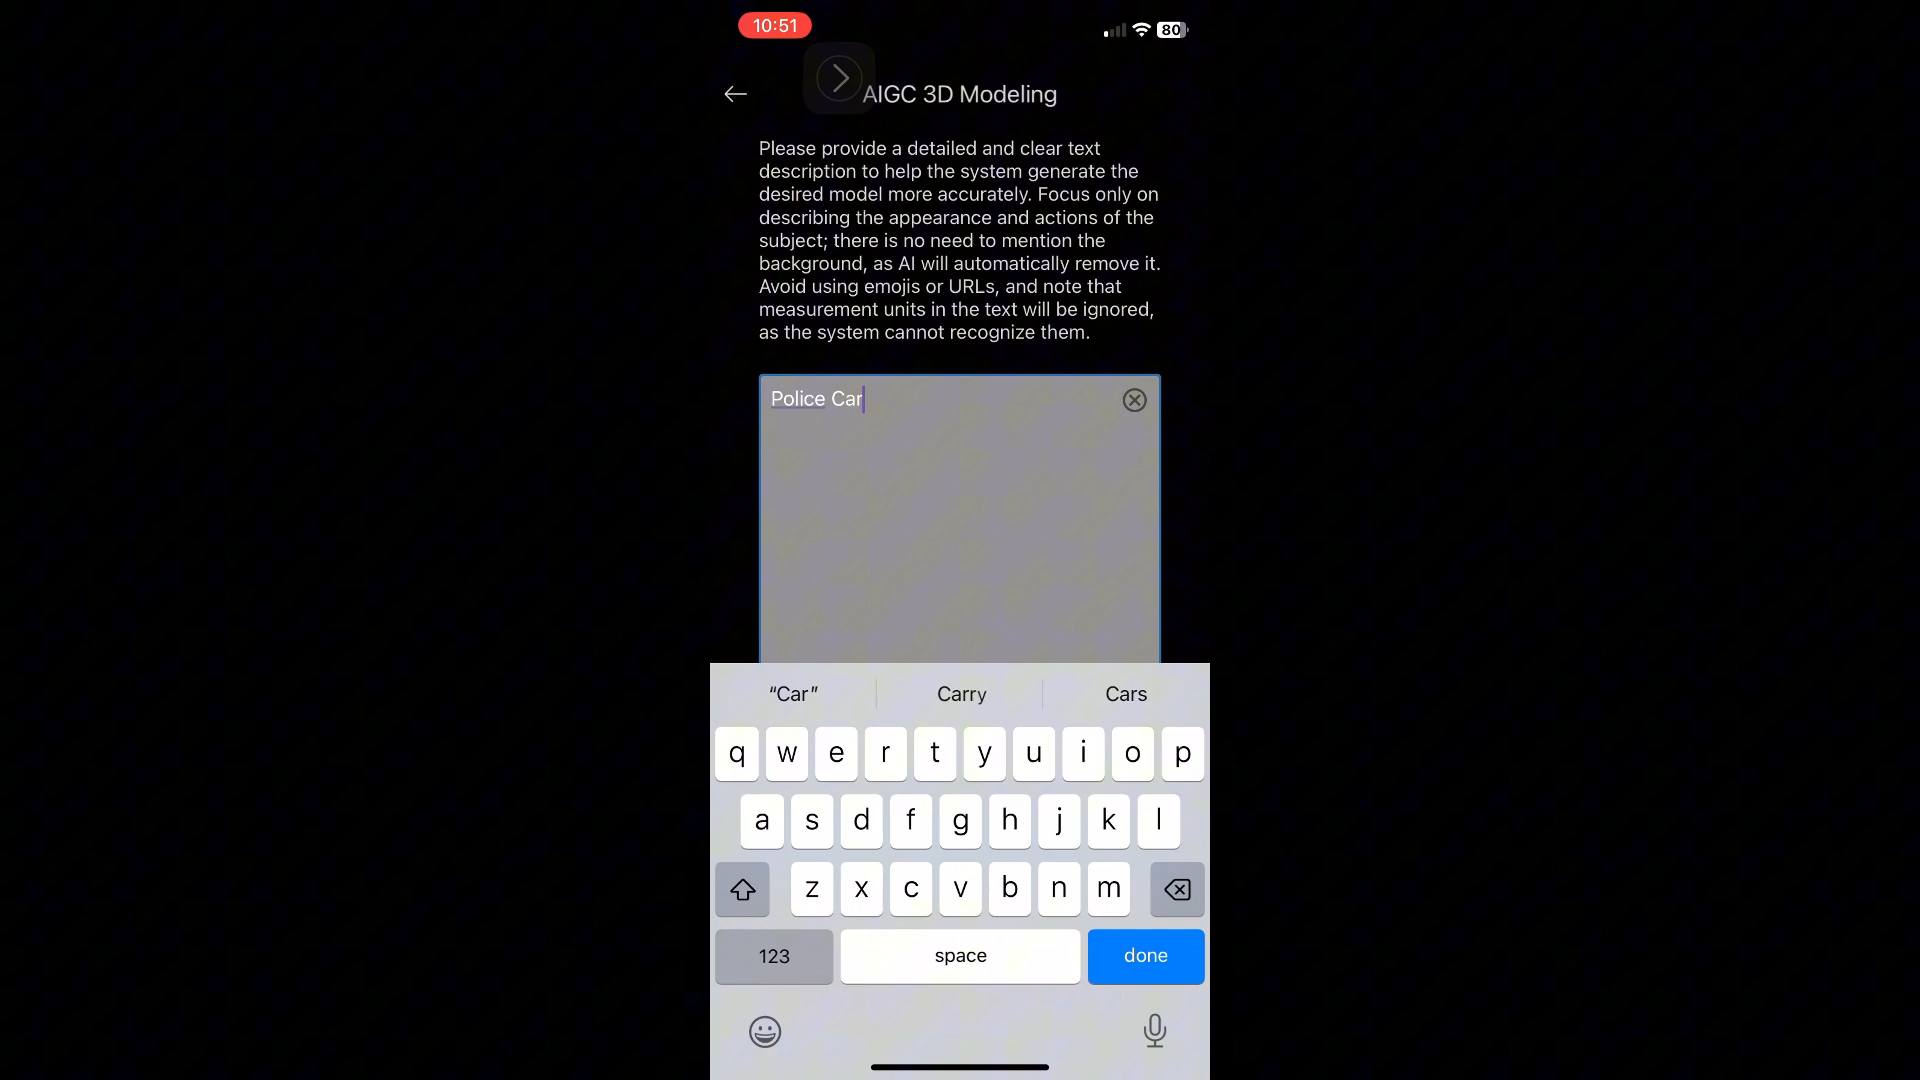 10:51
80
AIGC 3D Modeling
Please provide a detailed and clear text
description to help the system generate the
desired model more accurately. Focus only on
describing the appearance and actions of the
subject; there is no need to mention the
background, as AI will automatically remove it.
Avoid using emojis or URLs, and note that
measurement units in the text will be ignored,
as the system cannot recognize them.
Police Car
“Car” Carry Cars
q w e r t y u i o p
a s d f g h j k l
z x c v b n m
123 space done